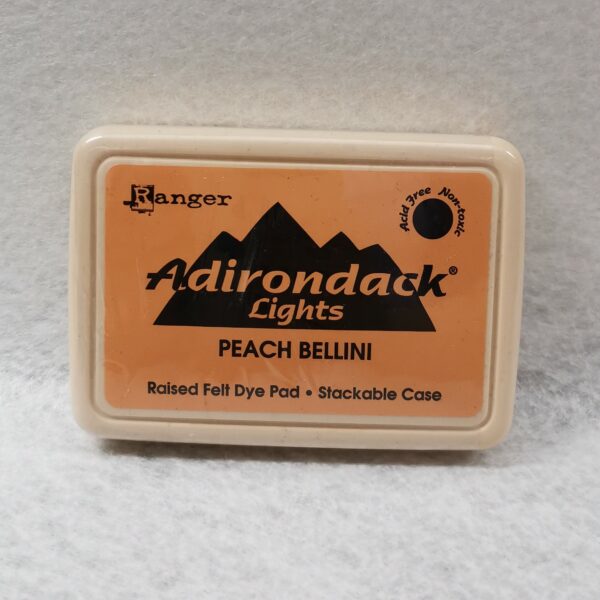 Ranger
Acid Free Non-toxic
Adirondack®
Lights
PEACH BELLINI
Raised Felt Dye Pad • Stackable Case